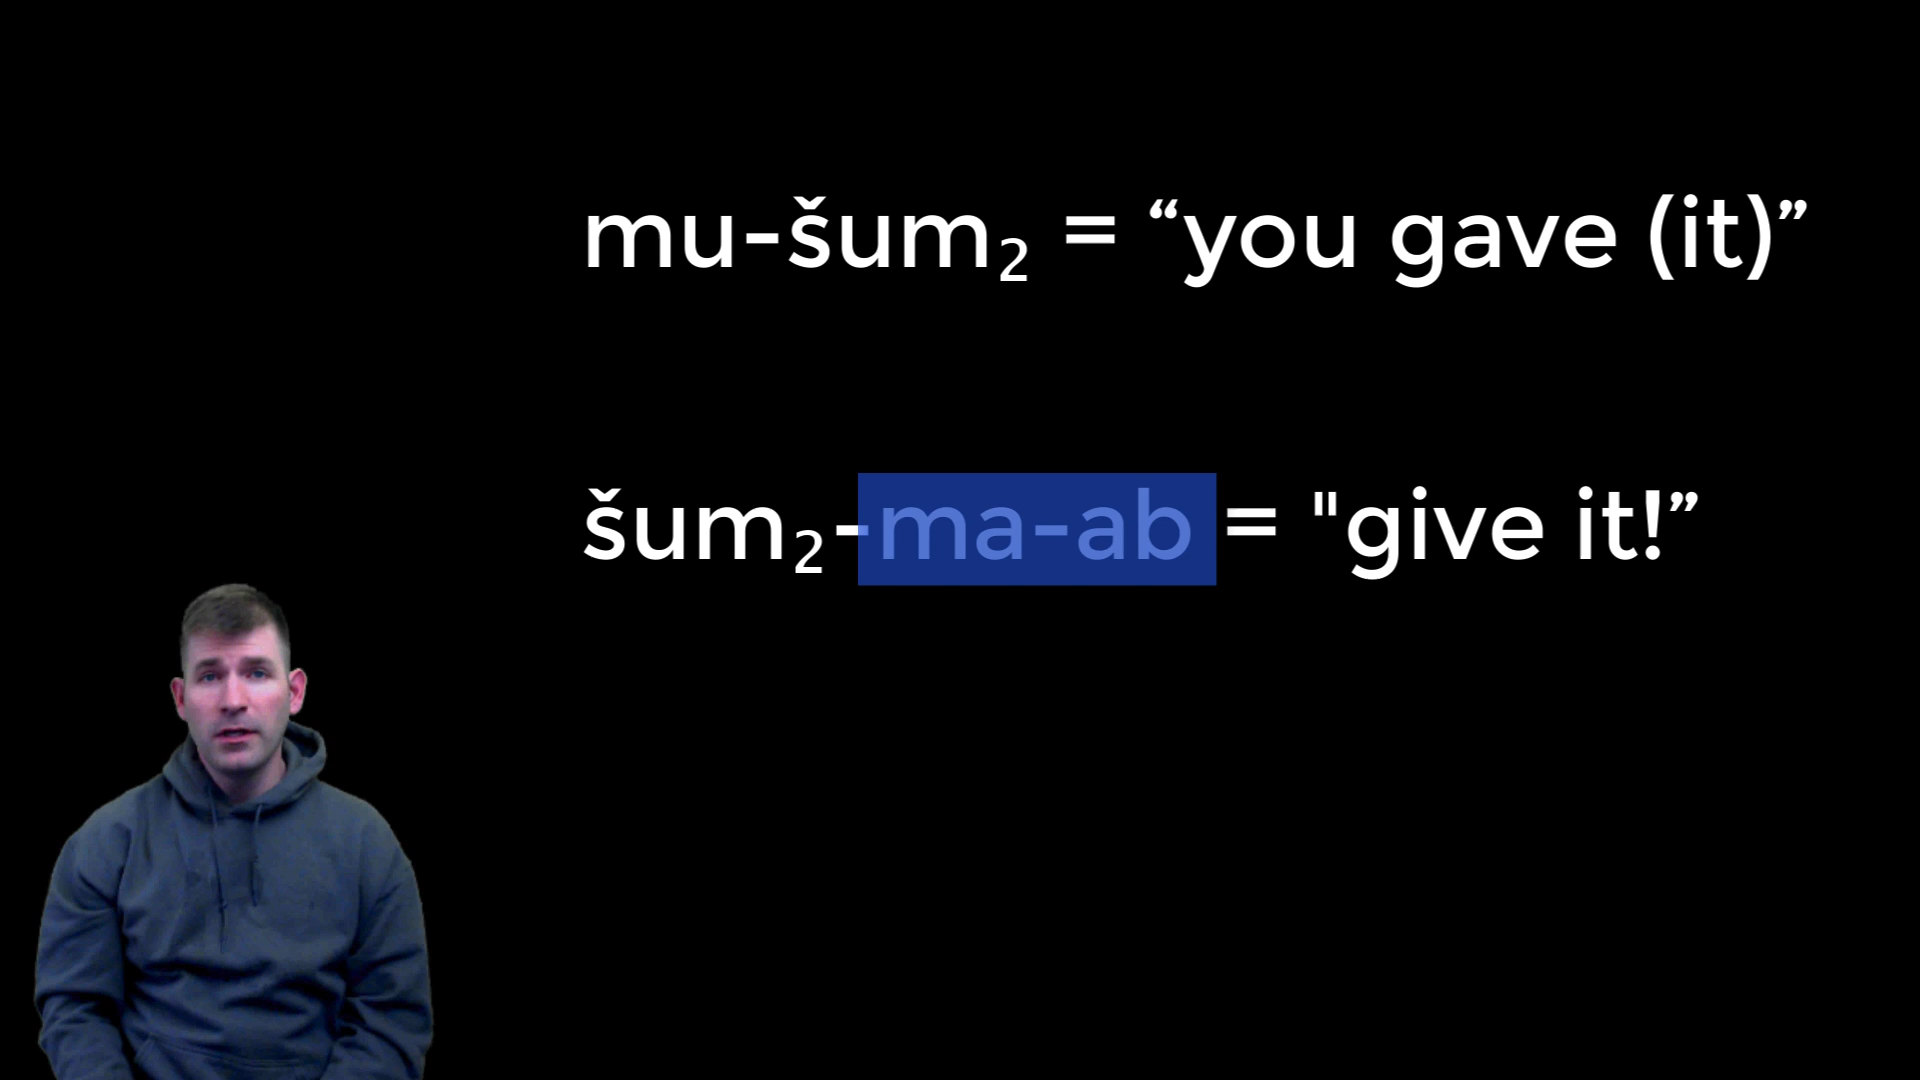 mu-šum₂ = “you gave (it)”
šum₂-ma-ab = "give it!”